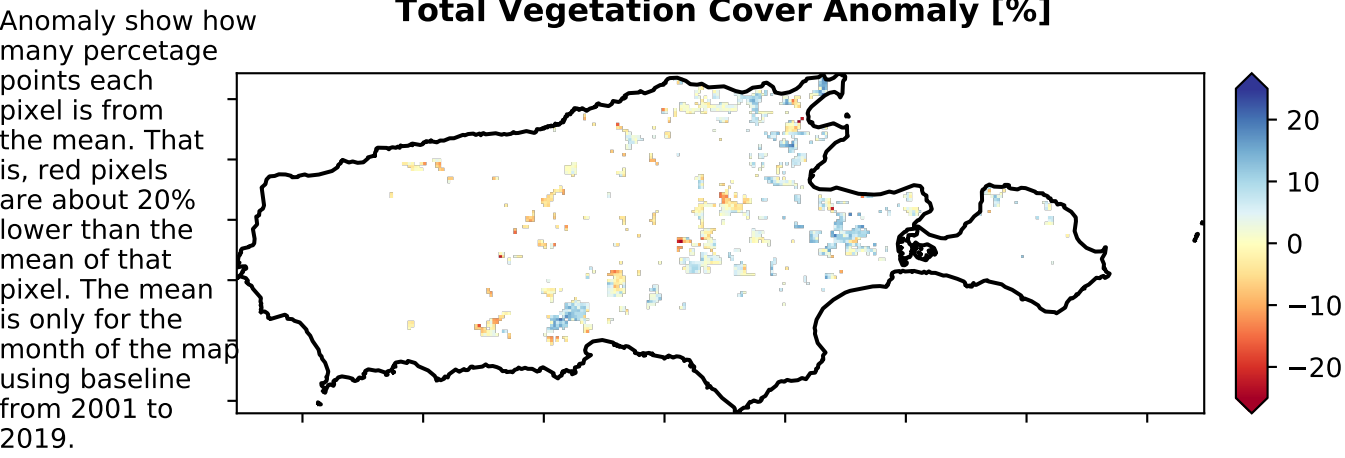 Total Vegetation Cover Anomaly [%]
Anomaly show how
many percetage
points each
pixel is from
the mean. That
is, red pixels
are about 20%
lower than the
mean of that
pixel. The mean
is only for the
month of the map
using baseline
from 2001 to
2019.
20
10
0
−10
−20